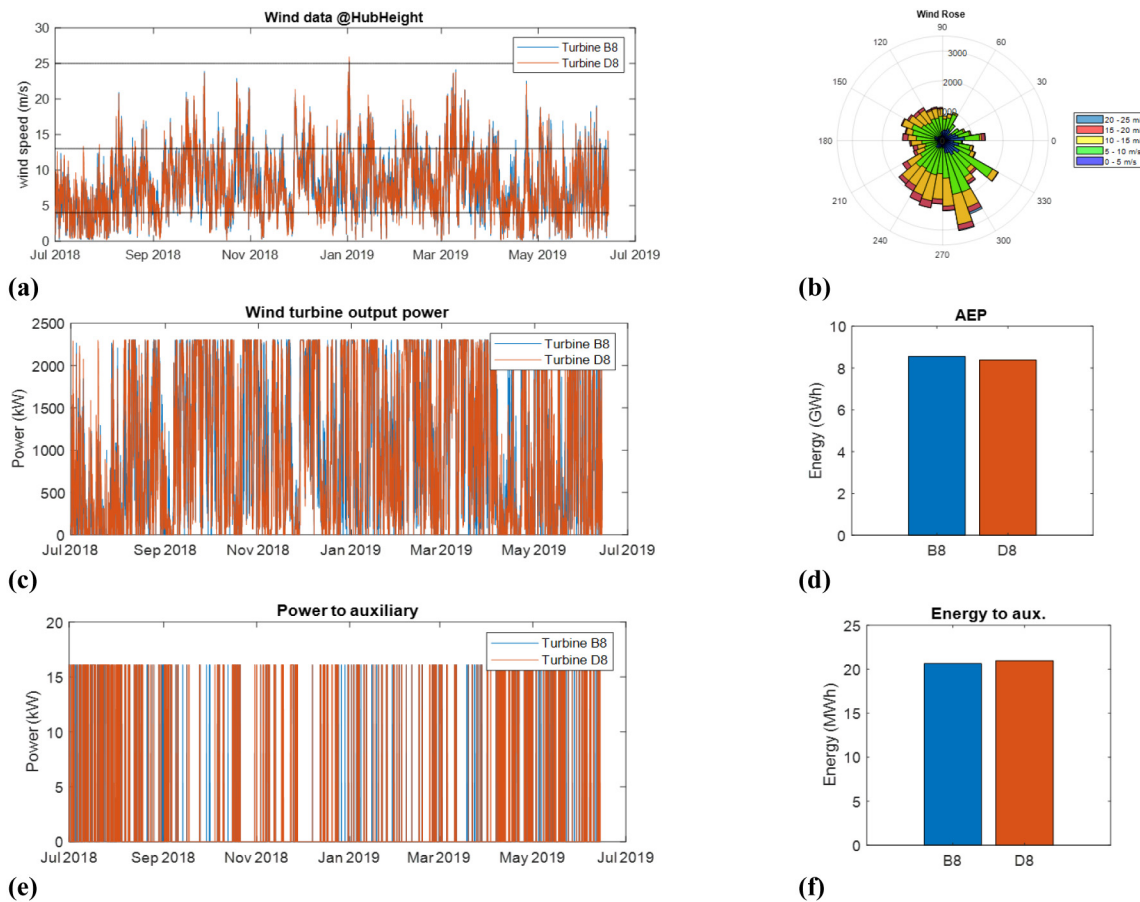 Wind data @HubHeight
30
25
20
15
10
5
0
wind speed (m/s)
Turbine B8
Turbine D8
Jul 2018 Sep 2018 Nov 2018 Jan 2019 Mar 2019 May 2019 Jul 2019
(a)
Wind Rose
90
120 60
3000
150 2000 30
180 0
210 330
240 300
270
20 - 25 m
15 - 20 m
10 - 15 m
5 - 10 m/s
0 - 5 m/s
(b)
Wind turbine output power
2500
2000
1500
1000
500
0
Power (kW)
Turbine B8
Turbine D8
Jul 2018 Sep 2018 Nov 2018 Jan 2019 Mar 2019 May 2019 Jul 2019
(c)
AEP
10
8
6
4
2
0
Energy (GWh)
B8 D8
(d)
Power to auxiliary
20
15
10
5
0
Power (kW)
Turbine B8
Turbine D8
Jul 2018 Sep 2018 Nov 2018 Jan 2019 Mar 2019 May 2019 Jul 2019
(e)
Energy to aux.
25
20
15
10
5
0
Energy (MWh)
B8 D8
(f)